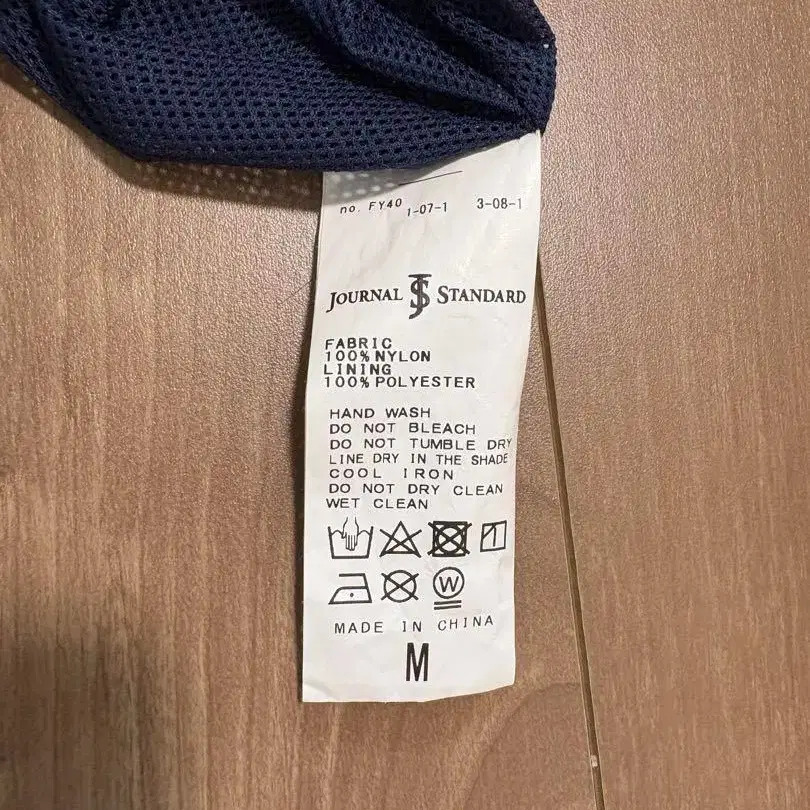 no. FY40 1-07-1 3-08-1
JOURNAL JS STANDARD
FABRIC
100%NYLON
LINING
100%POLYESTER
HAND WASH
DO NOT BLEACH
DO NOT TUMBLE DRY
LINE DRY IN THE SHADE
COOL IRON
DO NOT DRY CLEAN
WET CLEAN
W
MADE IN CHINA
M